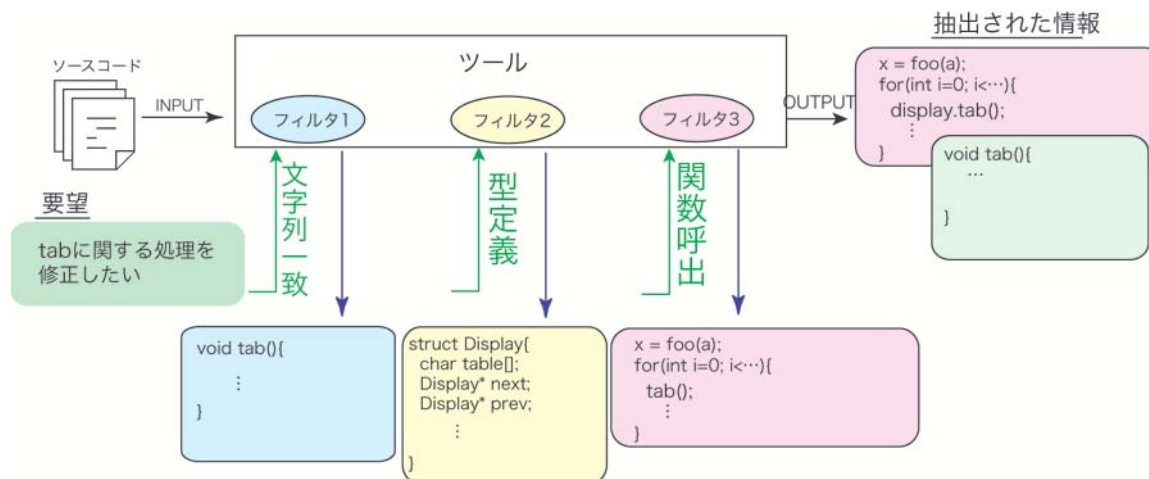 抽出された情報
ソースコード
ツール
INPUT
フィルタ1
フィルタ2
フィルタ3
OUTPUT
x = foo(a);
for(int i=0; i<…){
display.tab();
⋮
}
void tab(){
…
}
要望
tabに関する処理を
修正したい
文字列一致
型定義
関数呼出
void tab(){
⋮
}
struct Display{
char table[];
Display* next;
Display* prev;
⋮
}
x = foo(a);
for(int i=0; i<…){
tab();
⋮
}